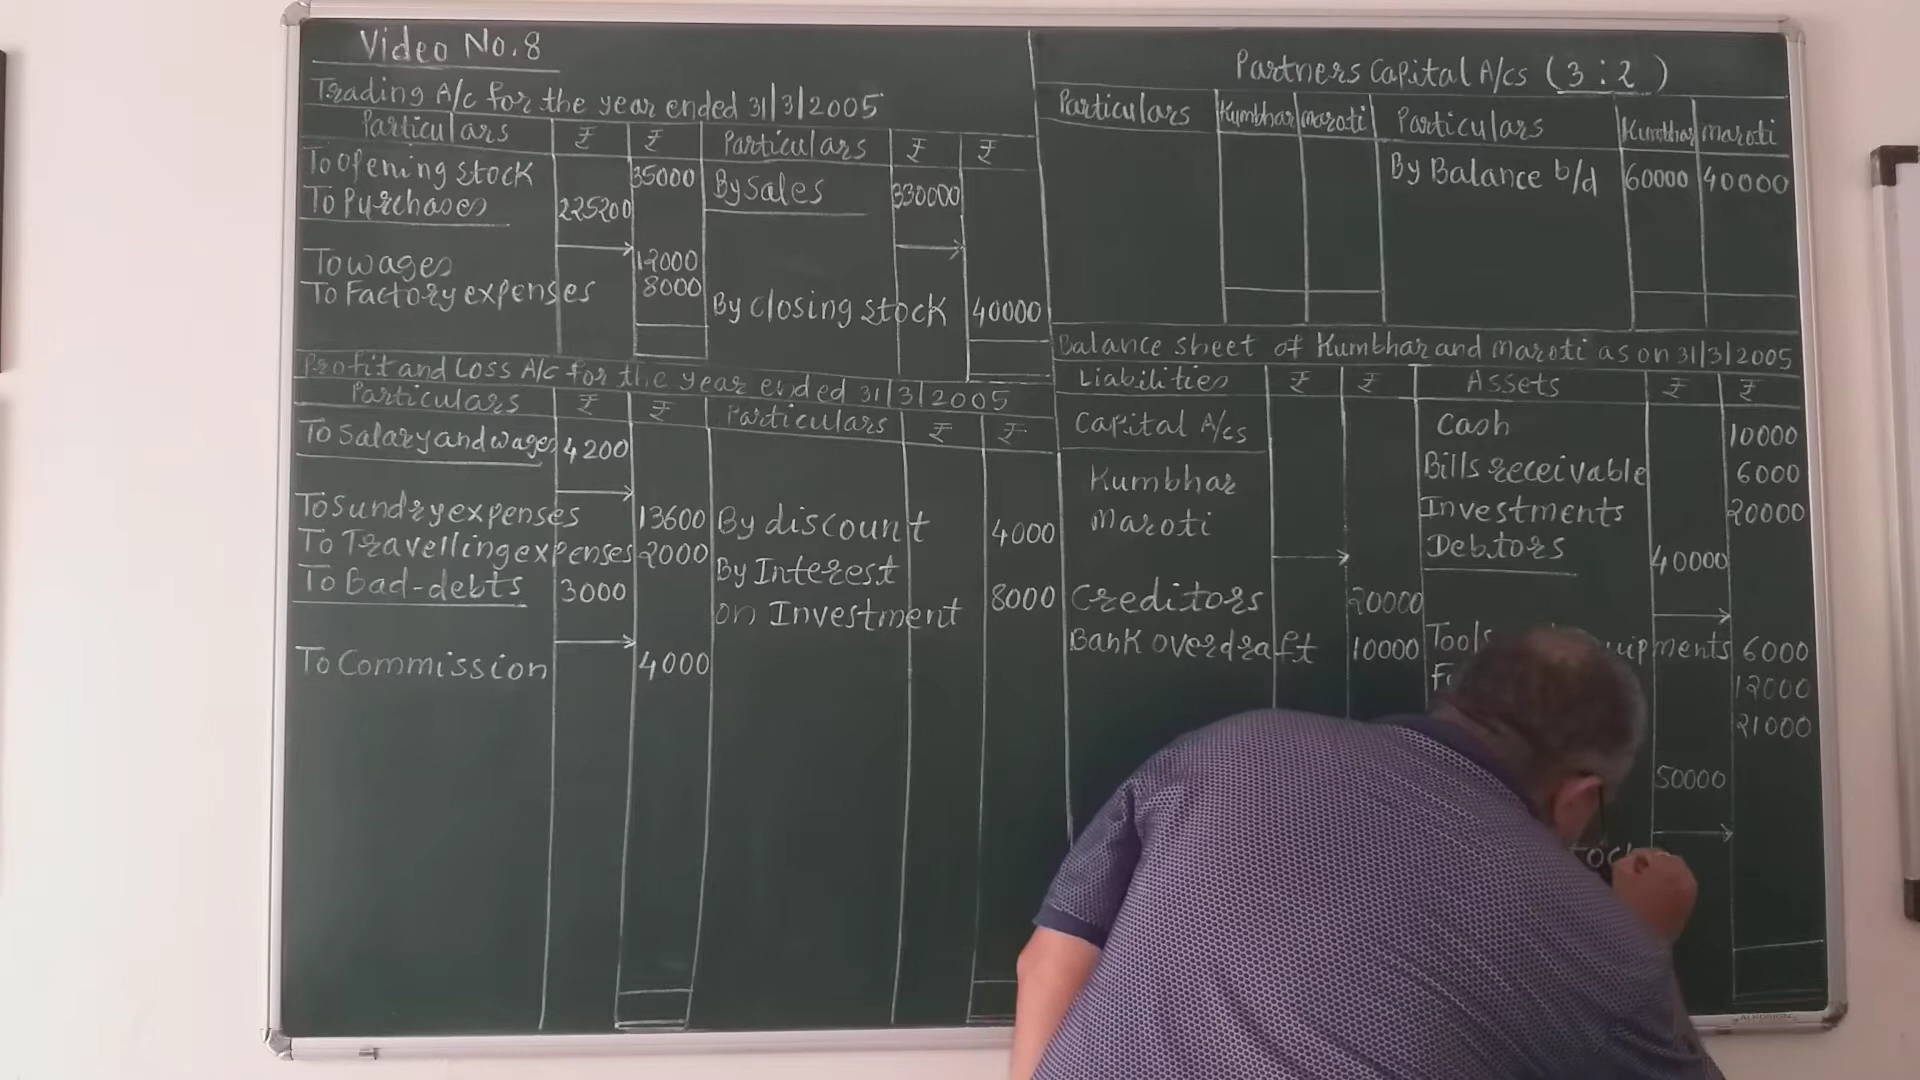 Video No. 8
Trading A/c for the year ended 31/3/2005
Particulars ₹ ₹ Particulars ₹ ₹
To Opening stock 35000 By Sales 330000
To Purchases 225200
To wages 12000
To Factory expenses 8000 By Closing stock 40000
Profit and Loss A/c for the year ended 31/3/2005
Particulars ₹ ₹ Particulars ₹ ₹
To Salary and wages 4200
To Sundry expenses 13600 By discount 4000
To Travelling expenses 2000 By Interest
To Bad-debts 3000 on Investment 8000
To Commission 4000
Partners Capital A/cs (3:2)
Particulars Kumbhar maroti Particulars Kumbhar maroti
By Balance b/d 60000 40000
Balance sheet of Kumbhar and Maroti as on 31/3/2005
Liabilities ₹ ₹ Assets ₹ ₹
Capital A/cs Cash 10000
Kumbhar Bills receivable 6000
Maroti Investments 20000
Debtors 40000
Creditors 20000
Bank overdraft 10000 Tools 6000
12000
21000
50000